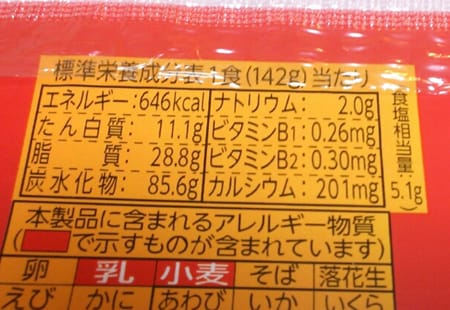 標準栄養成分表 1食(142g)当たり
エネルギー:646kcal
たん白質: 11.1g
脂質: 28.8g
炭水化物: 85.6g
ナトリウム: 2.0g
ビタミンB1:0.26mg
ビタミンB2:0.30mg
カルシウム:201mg
食塩相当量:5.1g)
本製品に含まれるアレルギー物質
( で示すものが含まれています)
卵 乳 小麦 そば 落花生
えび かに あわび いか いくら